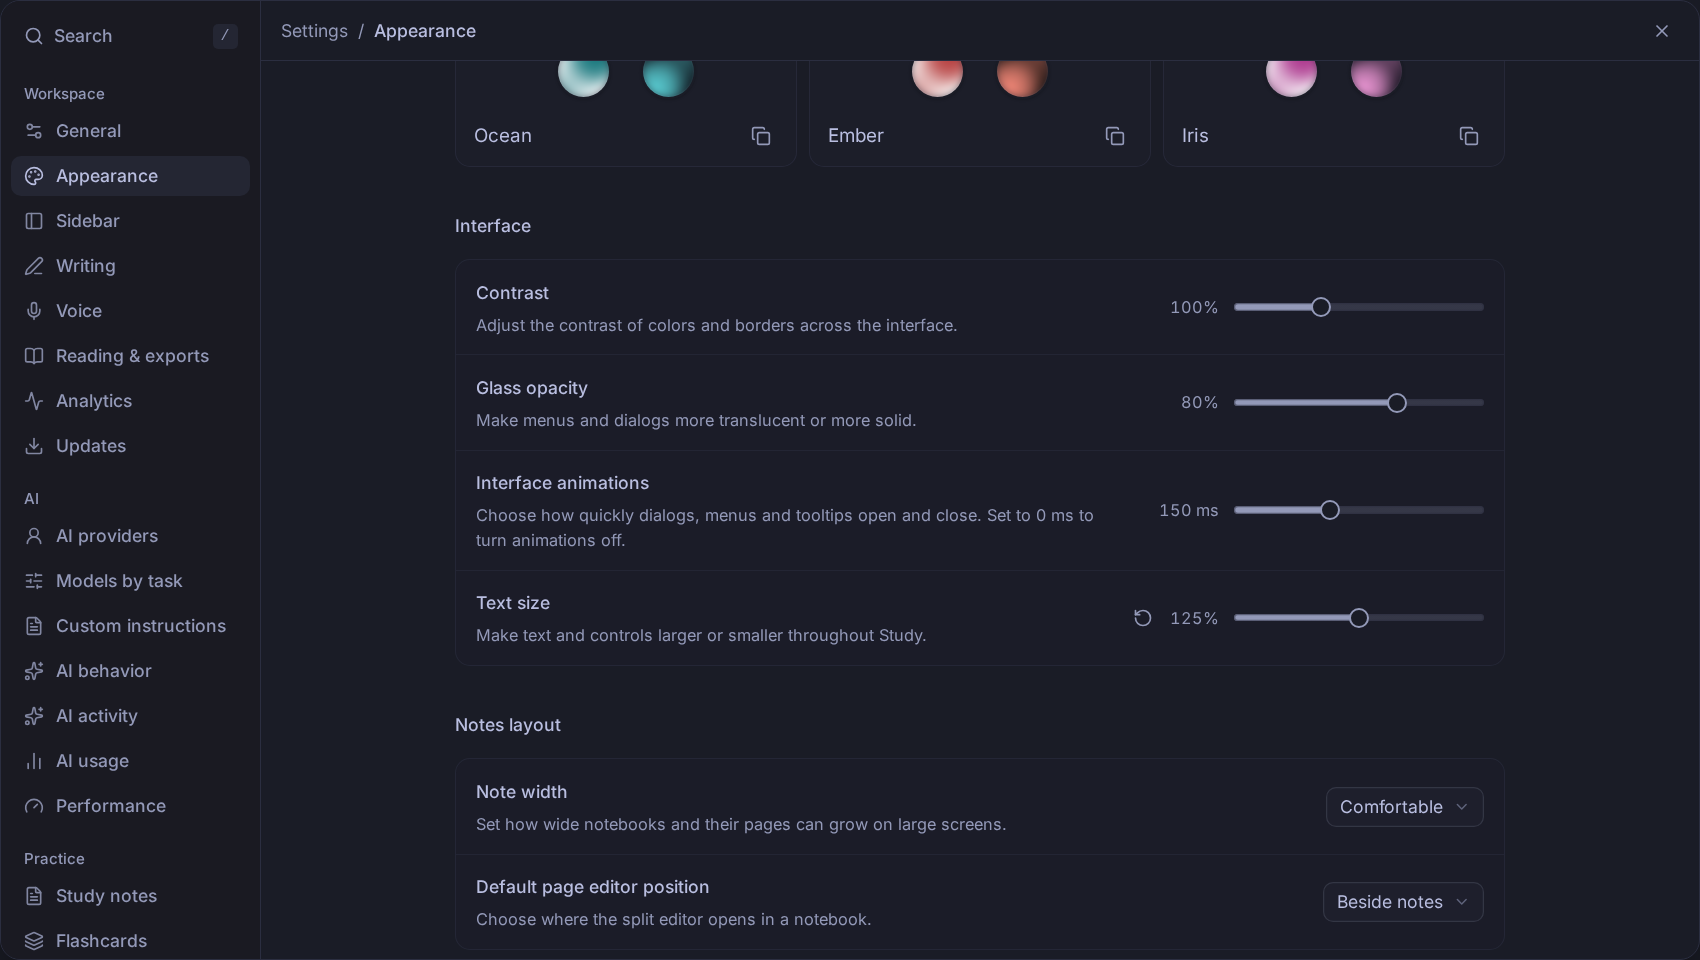 Search /
Workspace
General
Appearance
Sidebar
Writing
Voice
Reading & exports
Analytics
Updates
AI
AI providers
Models by task
Custom instructions
AI behavior
AI activity
AI usage
Performance
Practice
Study notes
Flashcards
Settings / Appearance
Ocean
Ember
Iris
Interface
Contrast
Adjust the contrast of colors and borders across the interface.
100%
Glass opacity
Make menus and dialogs more translucent or more solid.
80%
Interface animations
Choose how quickly dialogs, menus and tooltips open and close. Set to 0 ms to
turn animations off.
150 ms
Text size
Make text and controls larger or smaller throughout Study.
125%
Notes layout
Note width
Set how wide notebooks and their pages can grow on large screens.
Comfortable
Default page editor position
Choose where the split editor opens in a notebook.
Beside notes